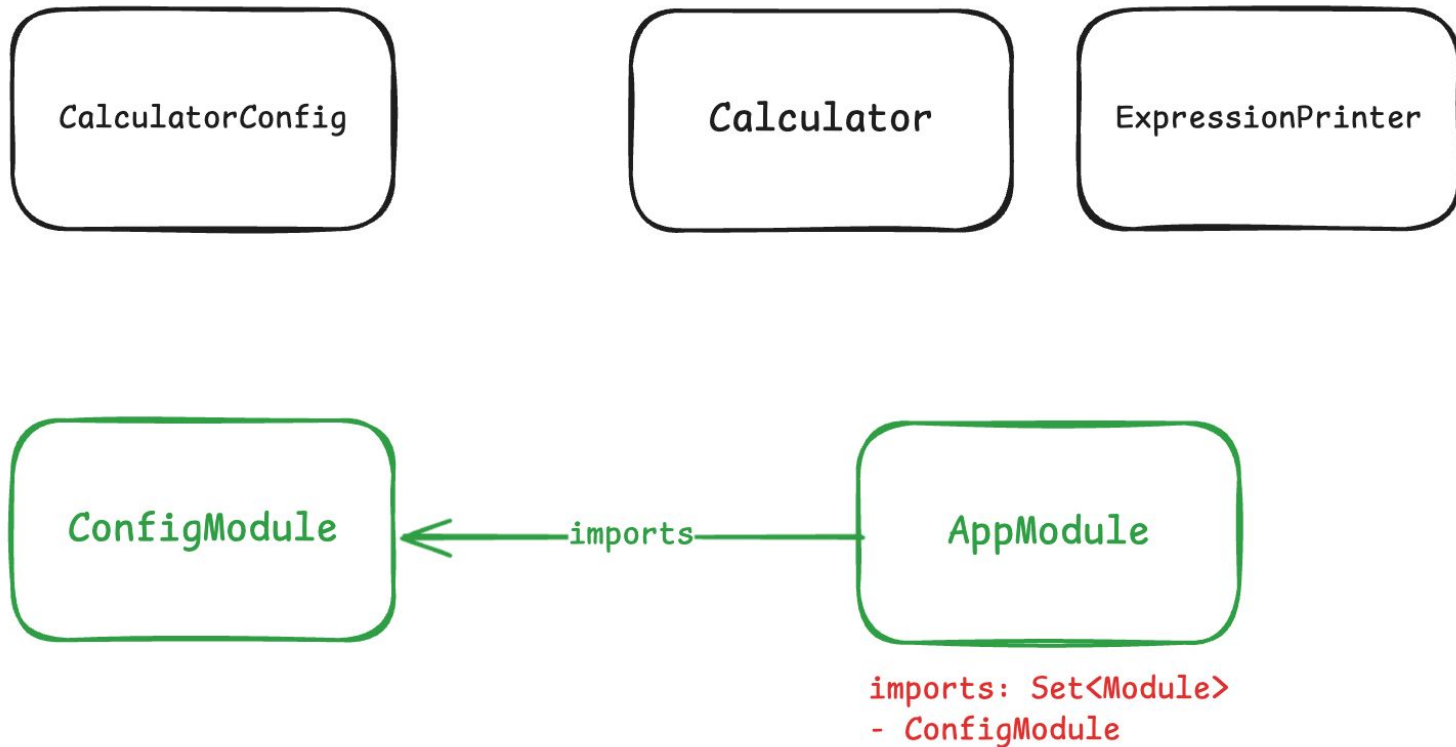 CalculatorConfig
Calculator
ExpressionPrinter
ConfigModule
imports
AppModule
imports: Set<Module>
- ConfigModule